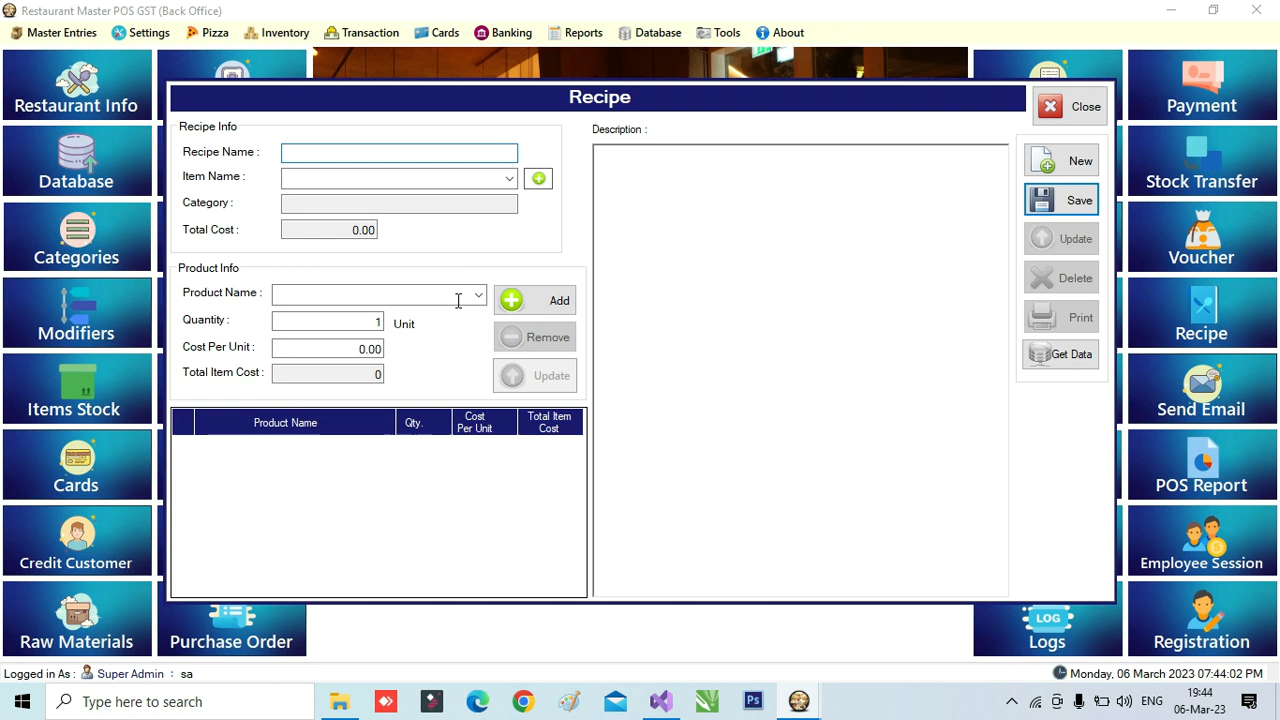 Restaurant Master POS GST (Back Office)
Master Entries Settings Pizza Inventory Transaction Cards Banking Reports Database Tools About
Restaurant Info
Database
Categories
Modifiers
Items Stock
Cards
Credit Customer
Raw Materials
Purchase Order
Recipe
Close
Recipe Info
Recipe Name :
Item Name :
Category :
Total Cost : 0.00
Product Info
Product Name :
Add
Quantity : 1 Unit
Remove
Cost Per Unit : 0.00
Total Item Cost : 0
Update
Product Name Qty. Cost Per Unit Total Item Cost
Description :
New
Save
Update
Delete
Print
Get Data
Payment
Stock Transfer
Voucher
Recipe
Send Email
POS Report
Employee Session
LOG
Logs
Registration
Logged in As : Super Admin : sa
Monday, 06 March 2023 07:44:02 PM
Type here to search
Ps
ENG
19:44
06-Mar-23